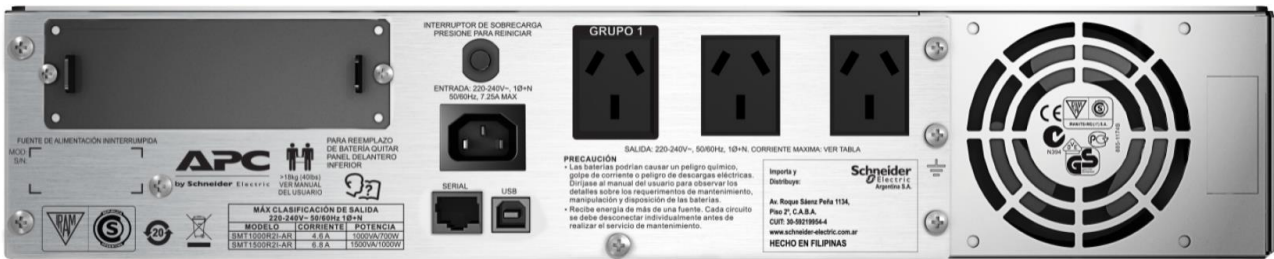 INTERRUPTOR DE SOBRECARGA
PRESIONE PARA REINICIAR
GRUPO 1
ENTRADA: 220-240V~, 1Ø+N
50/60Hz, 7.25A MÁX
SALIDA: 220-240V~, 50/60Hz, 1Ø+N. CORRIENTE MAXIMA: VER TABLA
FUENTE DE ALIMENTACIÓN ININTERRUMPIDA
MOD:
S/N:
APC
by Schneider Electric
>18kg (40lbs)
VER MANUAL
DEL USUARIO
PARA REEMPLAZO
DE BATERÍA QUITAR
PANEL DELANTERO
INFERIOR
SERIAL
USB
IRAM
S
20
MÁX CLASIFICACIÓN DE SALIDA
220-240V~ 50/60Hz 1Ø+N
MODELO CORRIENTE POTENCIA
SMT1000R2I-AR 4.6 A 1000VA/700W
SMT1500R2I-AR 6.8 A 1500VA/1000W
PRECAUCIÓN
• Las baterías podrían causar un peligro químico,
golpe de corriente o peligro de descargas eléctricas.
Diríjase al manual del usuario para observar los
detalles sobre los requerimentos de mantenimiento,
manipulación y disposición de las baterías.
• Recibe energía de más de una fuente. Cada circuito
se debe desconectar individualmente antes de
realizar el servicio de mantenimiento.
Importa y
Distribuye:
Schneider
Electric
Argentina S.A.
Av. Roque Sáenz Peña 1134,
Piso 2°, C.A.B.A.
CUIT: 30-59219954-4
www.schneider-electric.com.ar
HECHO EN FILIPINAS
CE
N394
GS